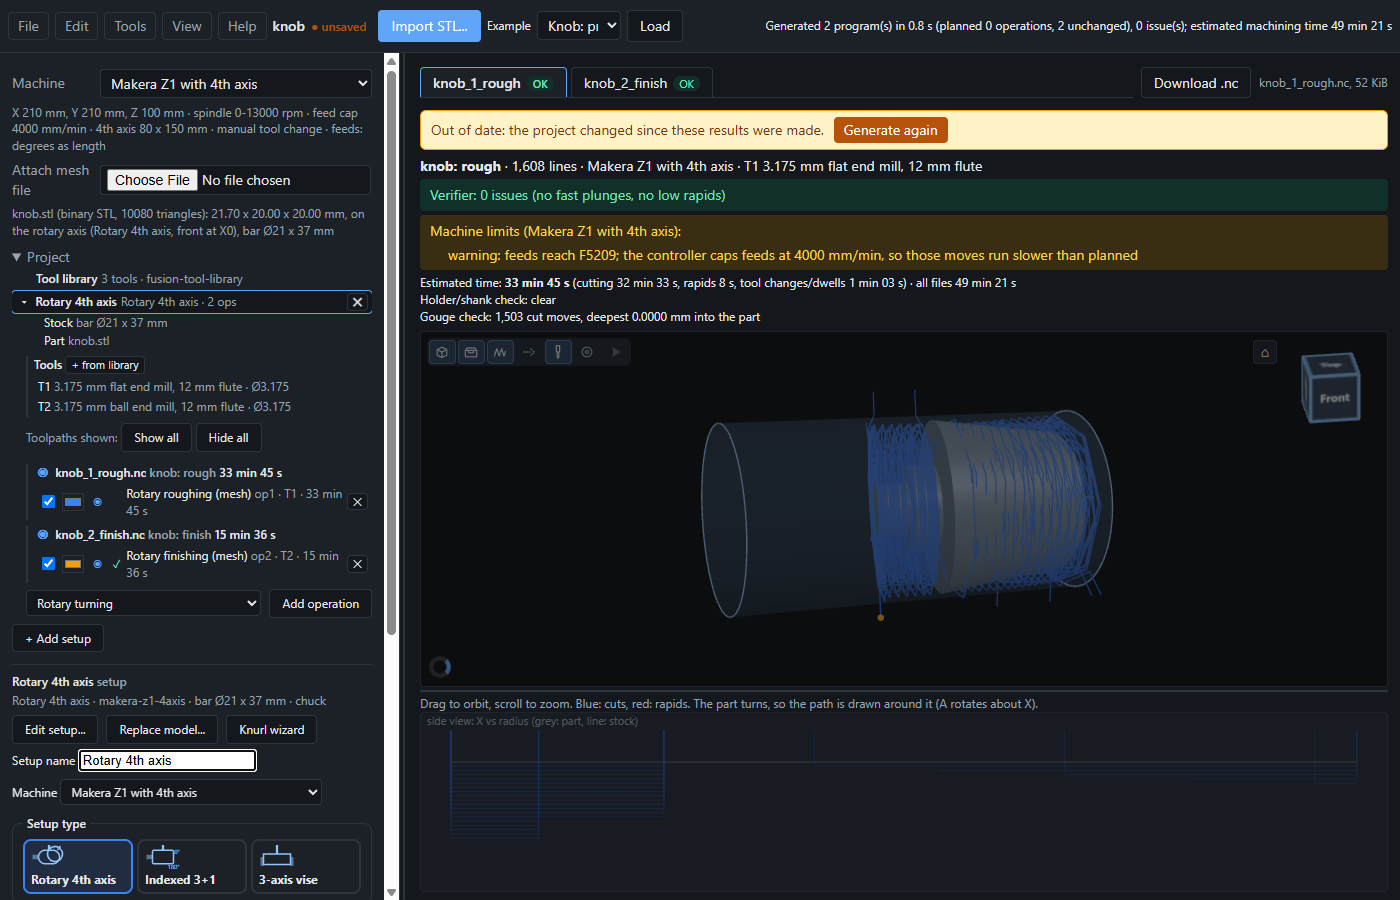 File Edit Tools View Help knob ● unsaved Import STL... Example Knob: pr Load Generated 2 program(s) in 0.8 s (planned 0 operations, 2 unchanged), 0 issue(s); estimated machining time 49 min 21 s
Machine Makera Z1 with 4th axis
X 210 mm, Y 210 mm, Z 100 mm · spindle 0-13000 rpm · feed cap
4000 mm/min · 4th axis 80 x 150 mm · manual tool change · feeds:
degrees as length
Attach mesh
file
Choose File No file chosen
knob.stl (binary STL, 10080 triangles): 21.70 x 20.00 x 20.00 mm, on
the rotary axis (Rotary 4th axis, front at X0), bar Ø21 x 37 mm
▼ Project
Tool library 3 tools · fusion-tool-library
Rotary 4th axis Rotary 4th axis · 2 ops ✕
Stock bar Ø21 x 37 mm
Part knob.stl
Tools + from library
T1 3.175 mm flat end mill, 12 mm flute · Ø3.175
T2 3.175 mm ball end mill, 12 mm flute · Ø3.175
Toolpaths shown: Show all Hide all
knob_1_rough.nc knob: rough 33 min 45 s
Rotary roughing (mesh) op1 · T1 · 33 min
45 s
✕
knob_2_finish.nc knob: finish 15 min 36 s
✓ Rotary finishing (mesh) op2 · T2 · 15 min
36 s
✕
Rotary turning Add operation
+ Add setup
Rotary 4th axis setup
Rotary 4th axis · makera-z1-4axis · bar Ø21 x 37 mm · chuck
Edit setup... Replace model... Knurl wizard
Setup name Rotary 4th axis
Machine Makera Z1 with 4th axis
Setup type
180°
Rotary 4th axis Indexed 3+1 3-axis vise
knob_1_rough OK knob_2_finish OK Download .nc knob_1_rough.nc, 52 KiB
Out of date: the project changed since these results were made. Generate again
knob: rough · 1,608 lines · Makera Z1 with 4th axis · T1 3.175 mm flat end mill, 12 mm flute
Verifier: 0 issues (no fast plunges, no low rapids)
Machine limits (Makera Z1 with 4th axis):
warning: feeds reach F5209; the controller caps feeds at 4000 mm/min, so those moves run slower than planned
Estimated time: 33 min 45 s (cutting 32 min 33 s, rapids 8 s, tool changes/dwells 1 min 03 s) · all files 49 min 21 s
Holder/shank check: clear
Gouge check: 1,503 cut moves, deepest 0.0000 mm into the part
Top
Front
Drag to orbit, scroll to zoom. Blue: cuts, red: rapids. The part turns, so the path is drawn around it (A rotates about X).
side view: X vs radius (grey: part, line: stock)